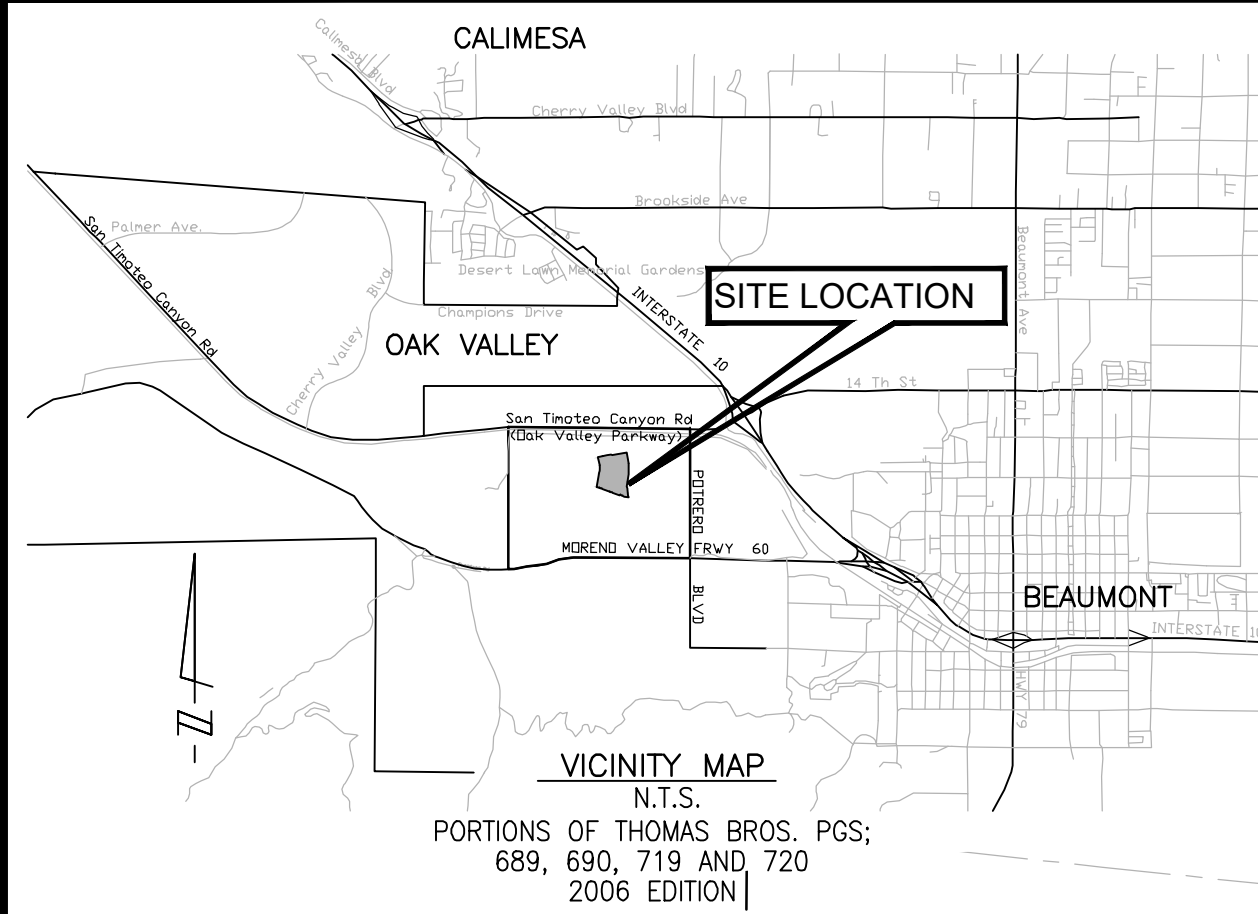 CALIMESA
Calimesa Blvd
Cherry Valley Blvd
Brookside Ave
San Timoteo Canyon Rd
Palmer Ave.
Beaumont Ave
Desert Lawn Memorial Gardens
Cherry Valley Blvd
SITE LOCATION
INTERSTATE 10
Champions Drive
OAK VALLEY
14 Th St
San Timoteo Canyon Rd
(Oak Valley Parkway)
POTRERO BLVD
MORENO VALLEY FRWY 60
BEAUMONT
INTERSTATE 10
HWY 79
N
VICINITY MAP
N.T.S.
PORTIONS OF THOMAS BROS. PGS;
689, 690, 719 AND 720
2006 EDITION